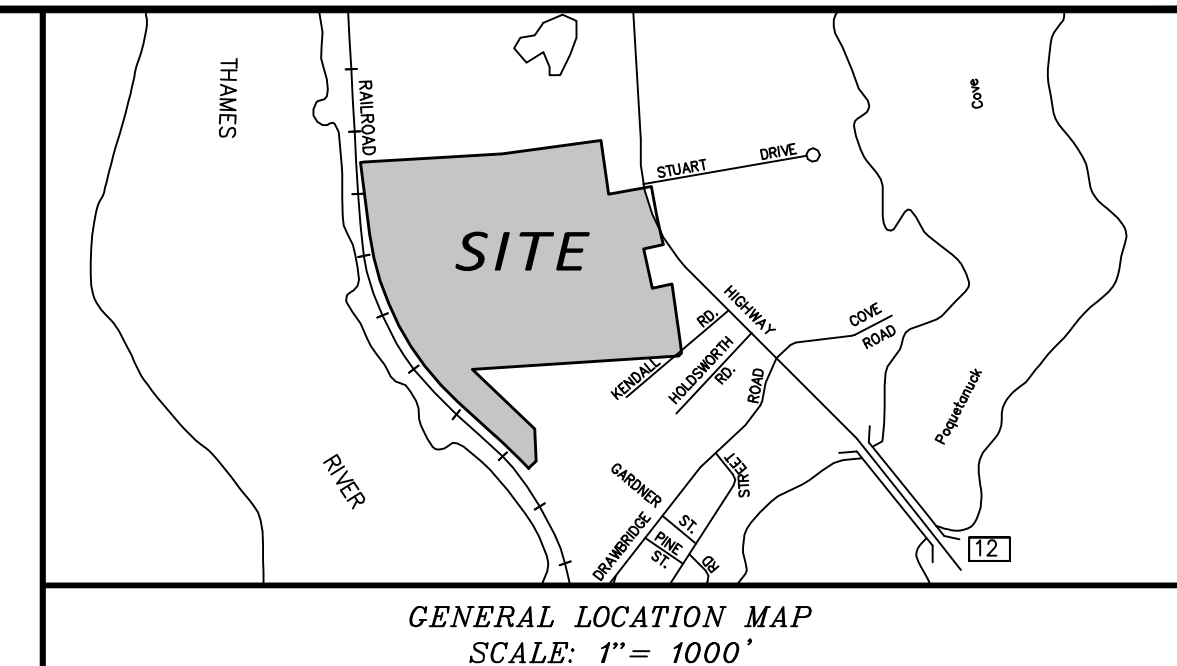 THAMES
RAILROAD
Cove
STUART DRIVE
SITE
HIGHWAY
KENDALL RD.
HOLDSWORTH
RD.
COVE
ROAD
ROAD
Poquetanuck
RIVER
GARDNER
ST.
STREET
DRAWBRIDGE
PINE
ST.
RD
12
GENERAL LOCATION MAP
SCALE: 1"= 1000'